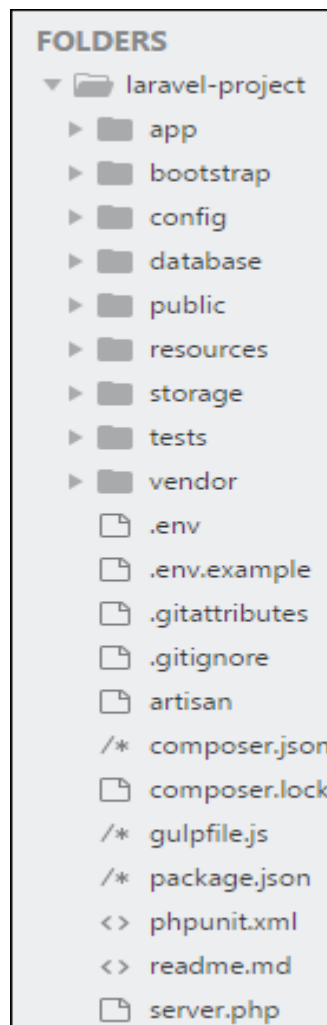 FOLDERS
laravel-project
app
bootstrap
config
database
public
resources
storage
tests
vendor
.env
.env.example
.gitattributes
.gitignore
artisan
/* composer.json
composer.lock
/* gulpfile.js
/* package.json
<> phpunit.xml
<> readme.md
server.php